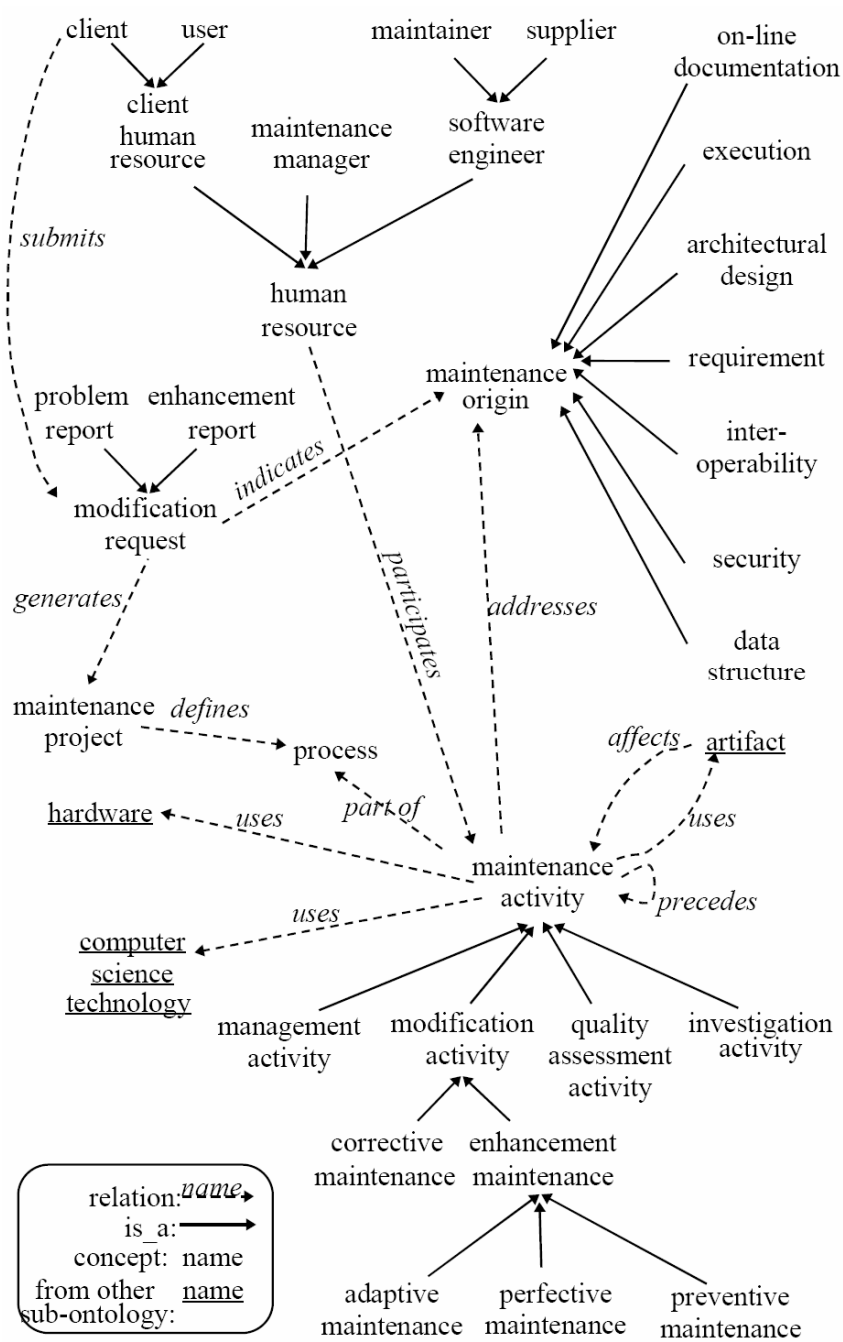 client
user
maintainer
supplier
on-line
documentation
client
human
resource
maintenance
manager
software
engineer
execution
submits
architectural
design
human
resource
requirement
maintenance
origin
problem
report
enhancement
report
indicates
inter-
operability
modification
request
participates
security
generates
addresses
data
structure
maintenance
project
defines
process
affects
artifact
hardware
uses
part of
uses
maintenance
activity
precedes
uses
computer
science
technology
management
activity
modification
activity
quality
assessment
activity
investigation
activity
corrective
maintenance
enhancement
maintenance
relation: name
is_a:
concept: name
from other name
sub-ontology:
adaptive
maintenance
perfective
maintenance
preventive
maintenance